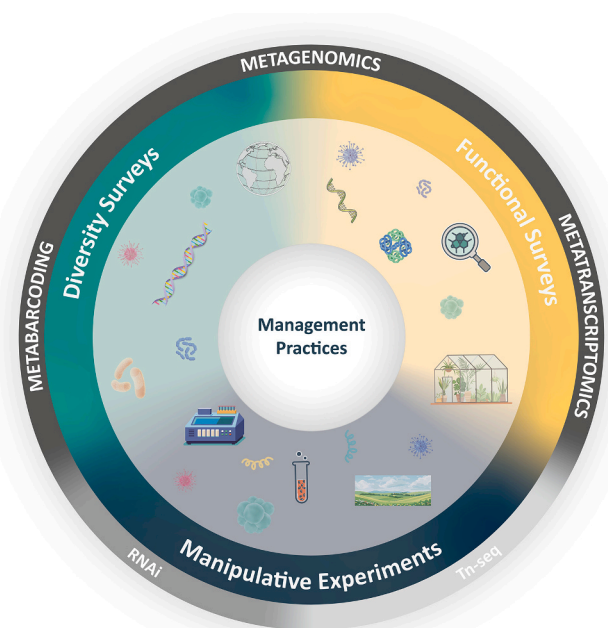 METAGENOMICS
Diversity Surveys
Functional Surveys
METABARCODING
METATRANSCRIPTOMICS
Management
Practices
Manipulative Experiments
RNAi
Tn-seq